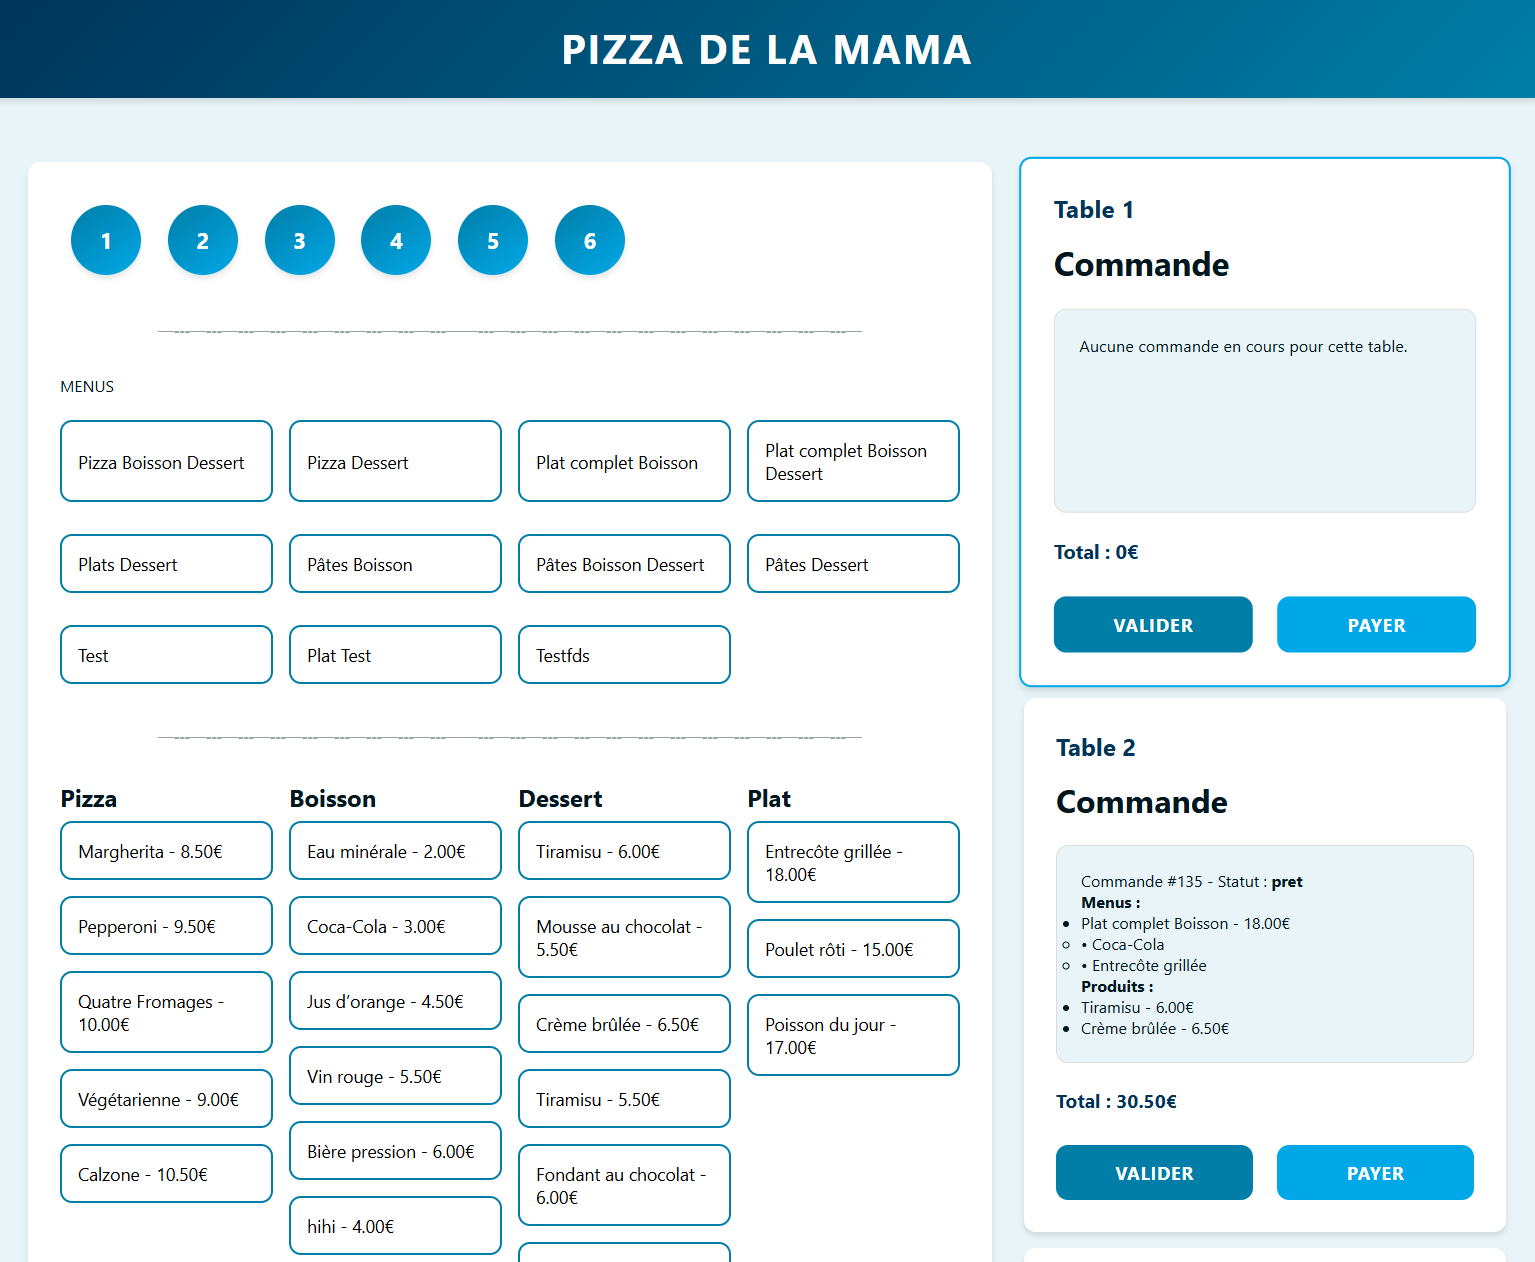 PIZZA DE LA MAMA
1 2 3 4 5 6
MENUS
Pizza Boisson Dessert
Pizza Dessert
Plat complet Boisson
Plat complet Boisson
Dessert
Plats Dessert
Pâtes Boisson
Pâtes Boisson Dessert
Pâtes Dessert
Test
Plat Test
Testfds
Pizza
Margherita - 8.50€
Pepperoni - 9.50€
Quatre Fromages -
10.00€
Végétarienne - 9.00€
Calzone - 10.50€
Boisson
Eau minérale - 2.00€
Coca-Cola - 3.00€
Jus d'orange - 4.50€
Vin rouge - 5.50€
Bière pression - 6.00€
hihi - 4.00€
Dessert
Tiramisu - 6.00€
Mousse au chocolat -
5.50€
Crème brûlée - 6.50€
Tiramisu - 5.50€
Fondant au chocolat -
6.00€
Plat
Entrecôte grillée -
18.00€
Poulet rôti - 15.00€
Poisson du jour -
17.00€
Table 1
Commande
Aucune commande en cours pour cette table.
Total : 0€
VALIDER
PAYER
Table 2
Commande
Commande #135 - Statut : pret
Menus :
Plat complet Boisson - 18.00€
• Coca-Cola
• Entrecôte grillée
Produits :
Tiramisu - 6.00€
Crème brûlée - 6.50€
Total : 30.50€
VALIDER
PAYER